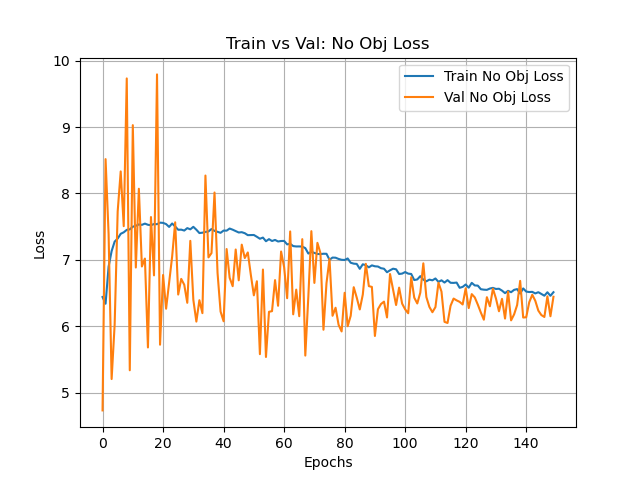 Train vs Val: No Obj Loss
Train No Obj Loss
Val No Obj Loss
10
9
8
7
6
5
Loss
0 20 40 60 80 100 120 140
Epochs